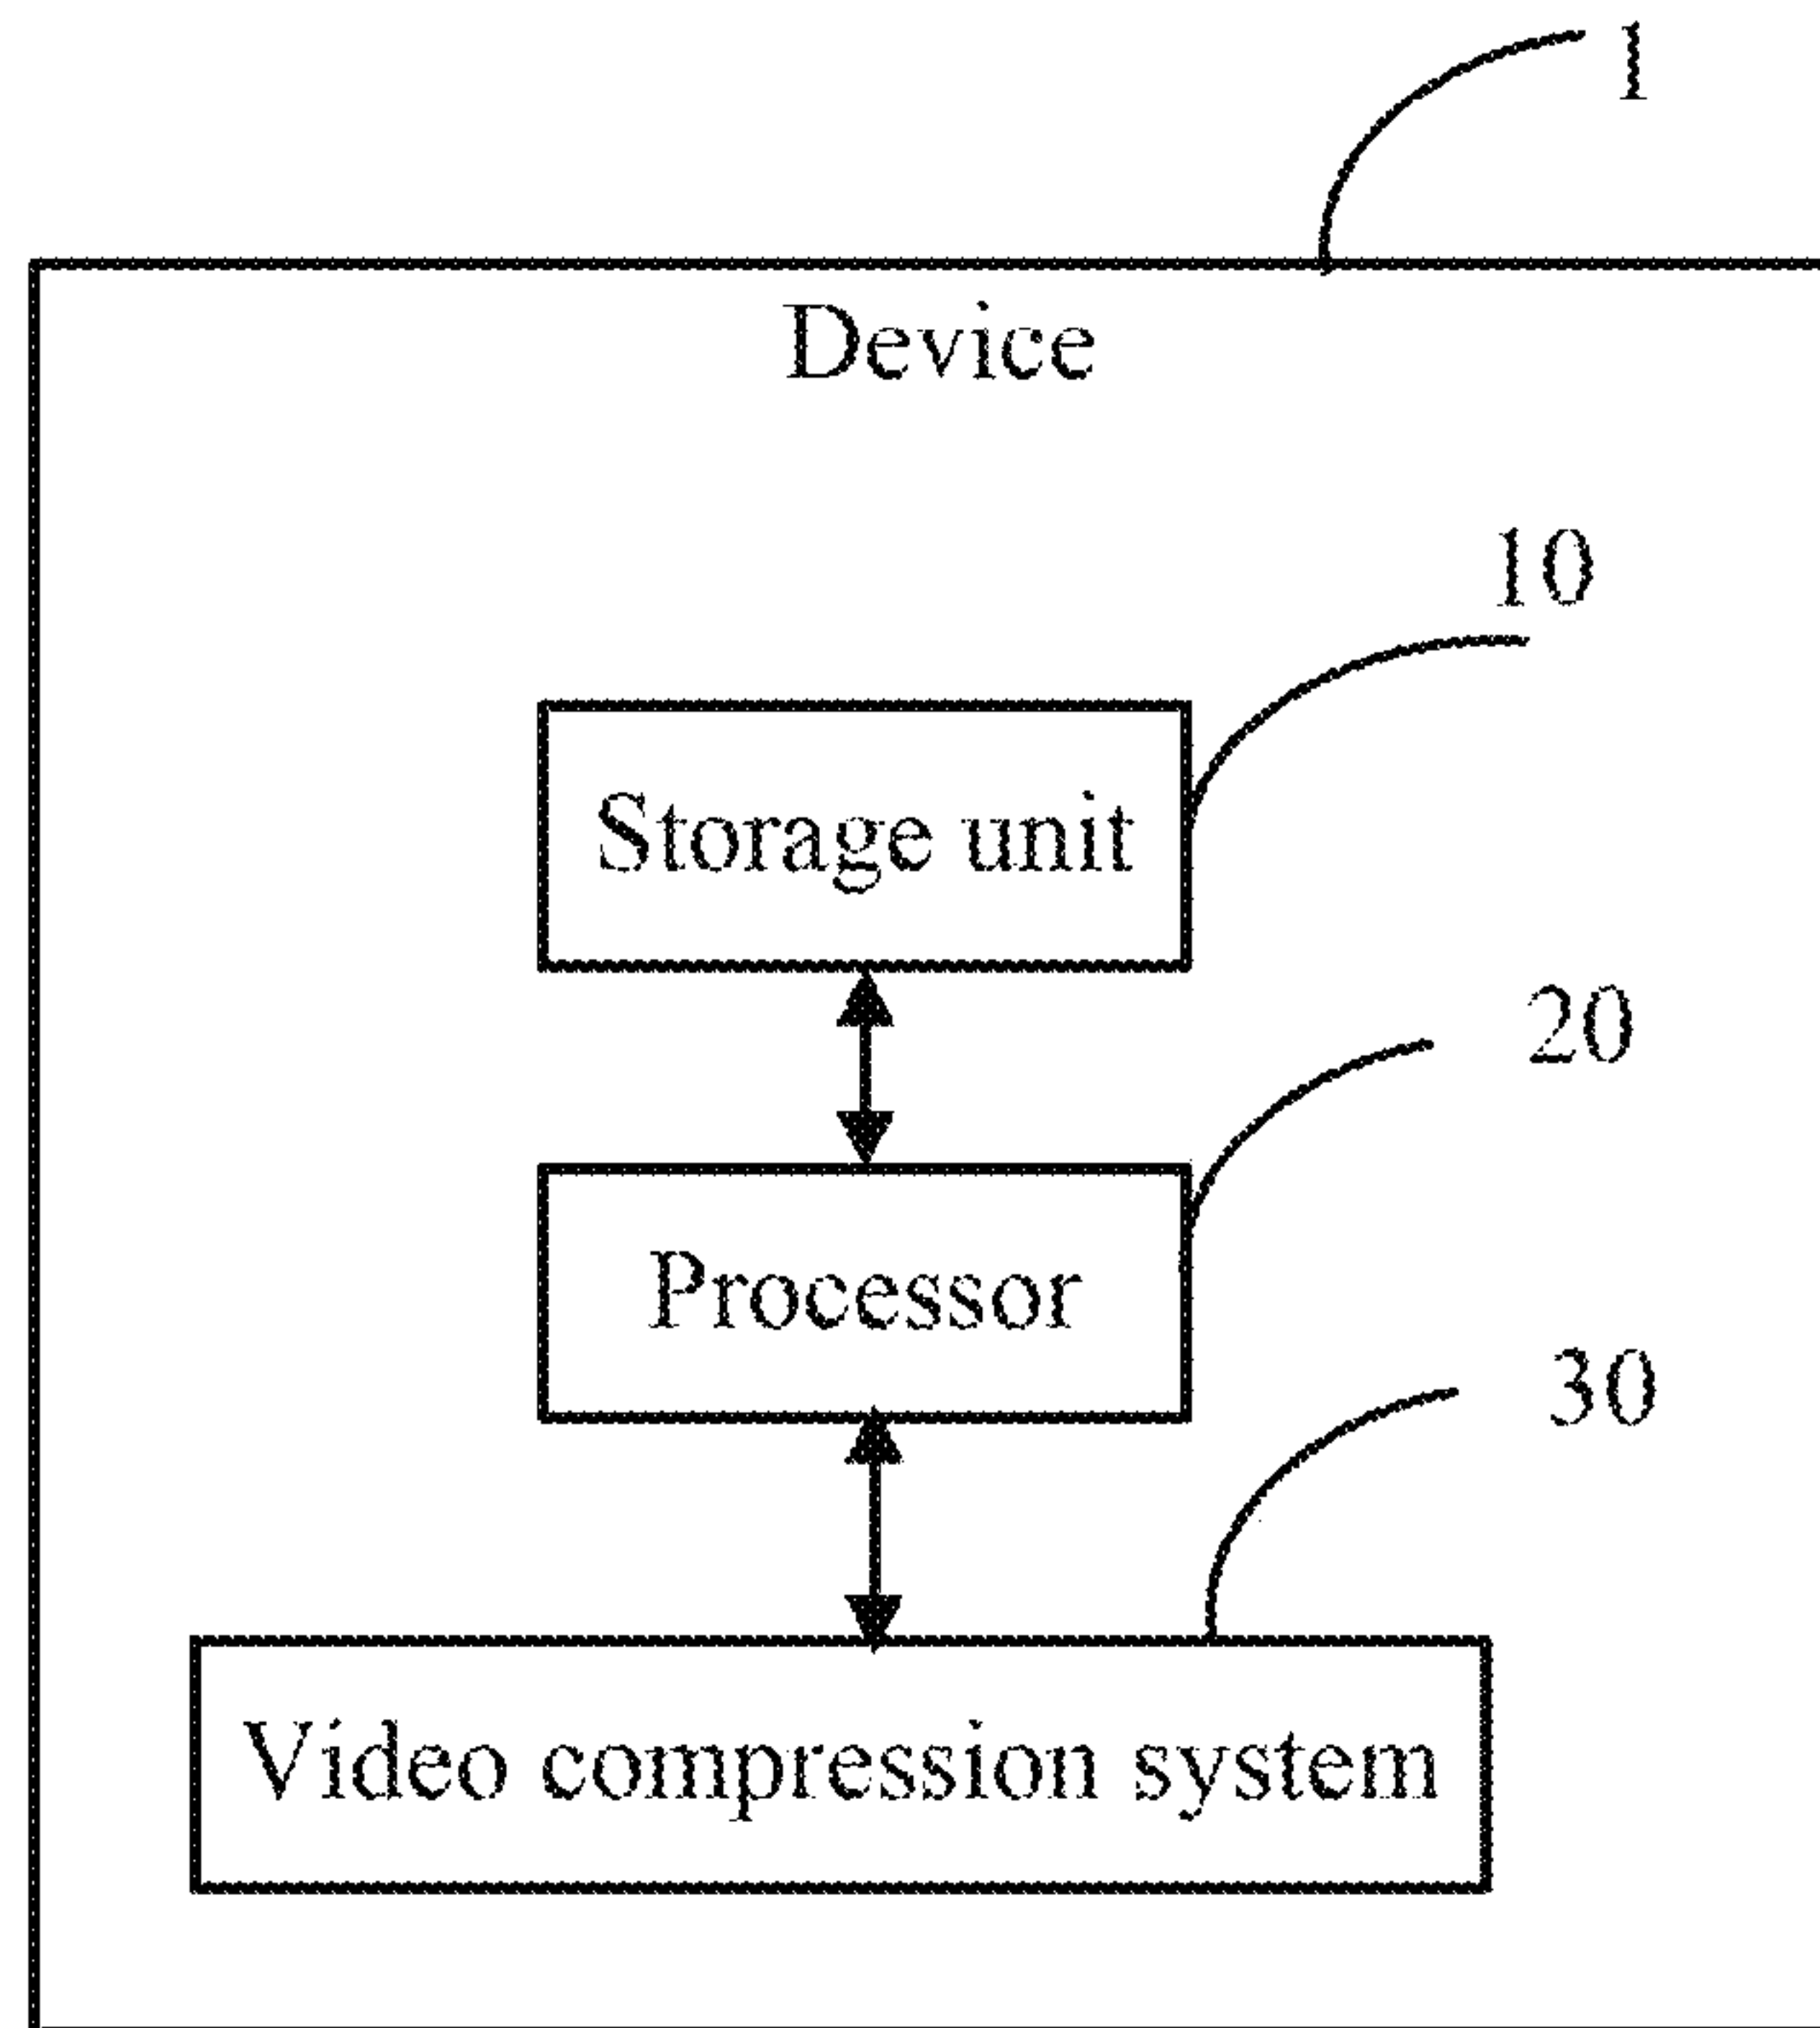 1
Device
10
Storage unit
20
Processor
30
Video compression system